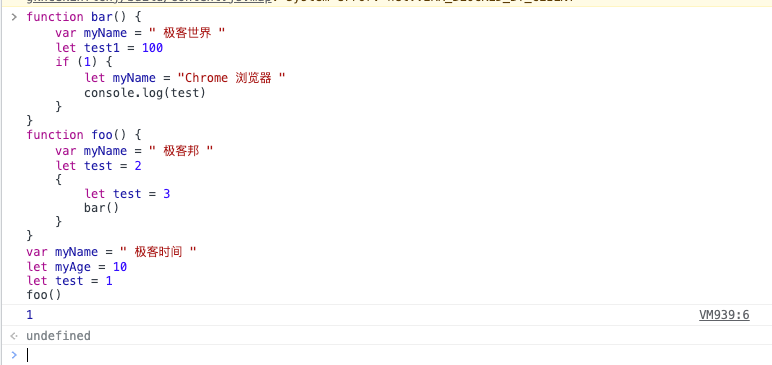 > function bar() {
var myName = " 极客世界 "
let test1 = 100
if (1) {
let myName = "Chrome 浏览器 "
console.log(test)
}
}
function foo() {
var myName = " 极客邦 "
let test = 2
{
let test = 3
bar()
}
}
var myName = " 极客时间 "
let myAge = 10
let test = 1
foo()
1 VM939:6
undefined
>